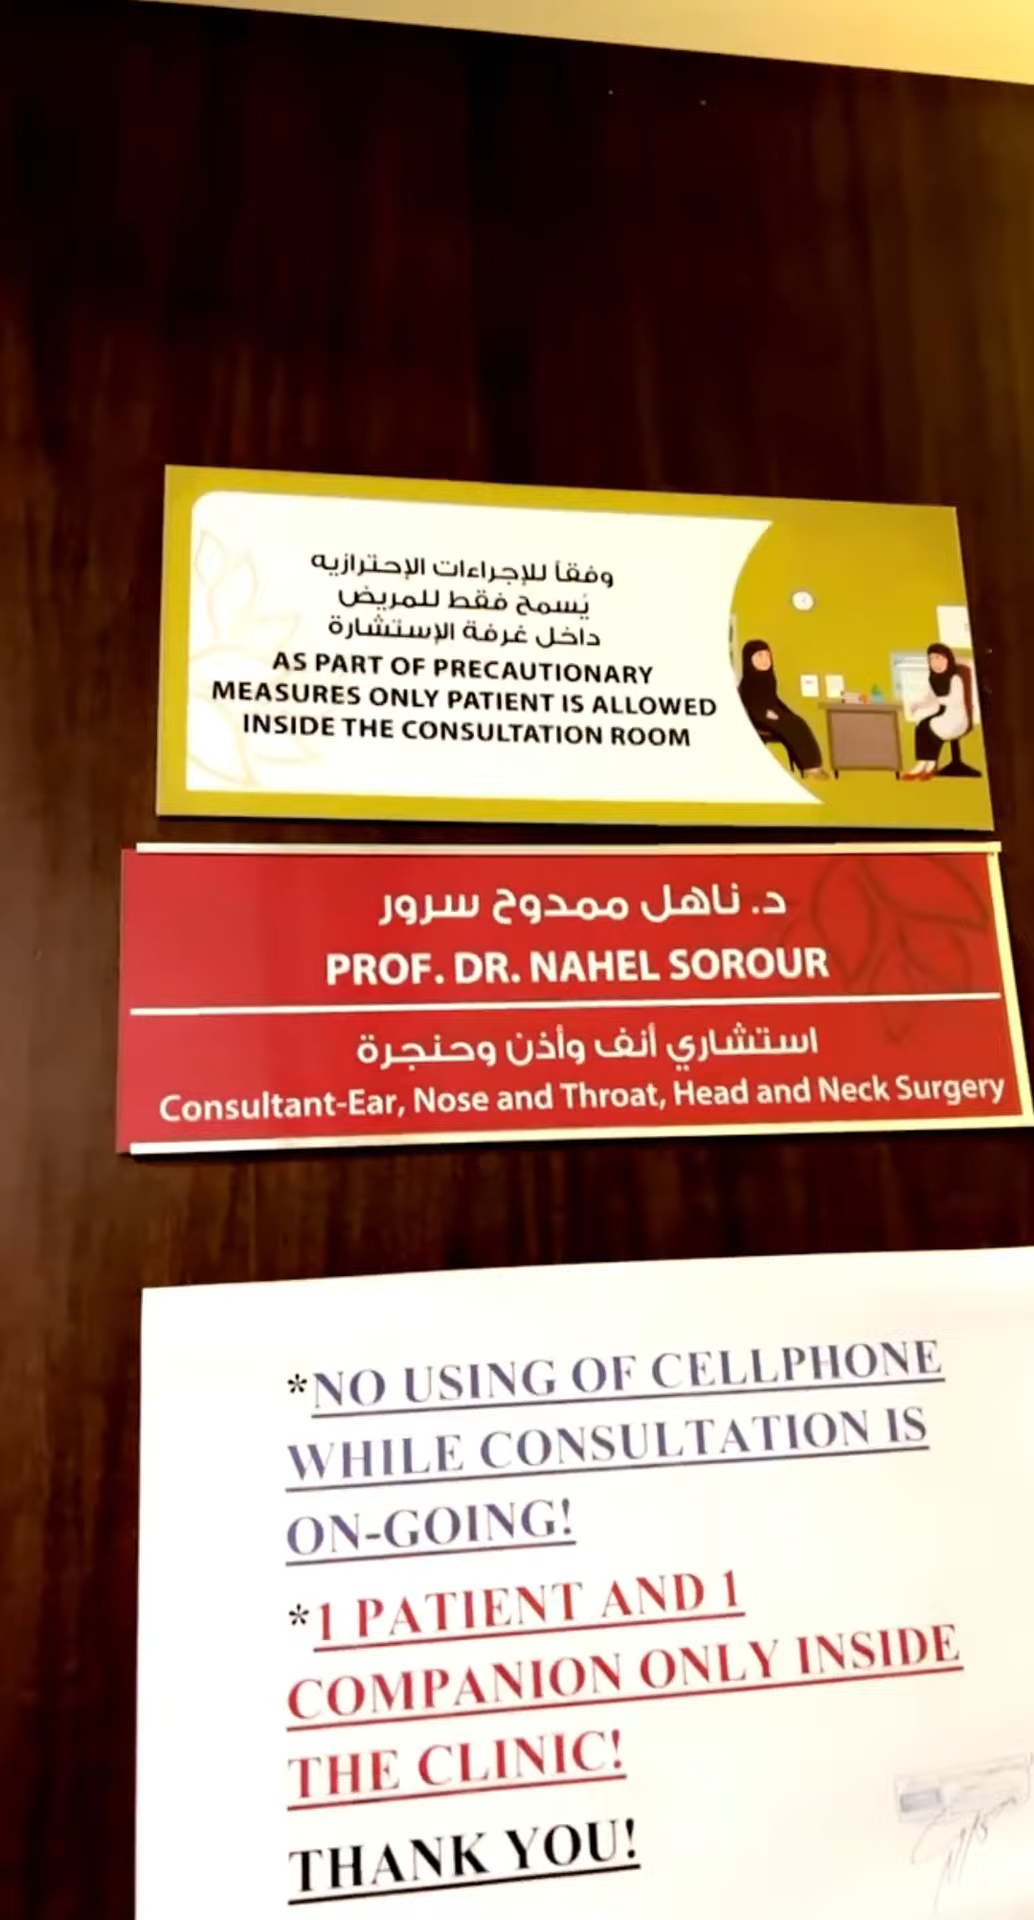 وفقاً للإجراءات الإحترازيه
يُسمح فقط للمريض
داخل غرفة الإستشارة
AS PART OF PRECAUTIONARY
MEASURES ONLY PATIENT IS ALLOWED
INSIDE THE CONSULTATION ROOM
د. ناهل ممدوح سرور
PROF. DR. NAHEL SOROUR
استشاري أنف وأذن وحنجرة
Consultant-Ear, Nose and Throat, Head and Neck Surgery
*NO USING OF CELLPHONE
WHILE CONSULTATION IS
ON-GOING!
*1 PATIENT AND 1
COMPANION ONLY INSIDE
THE CLINIC!
THANK YOU!